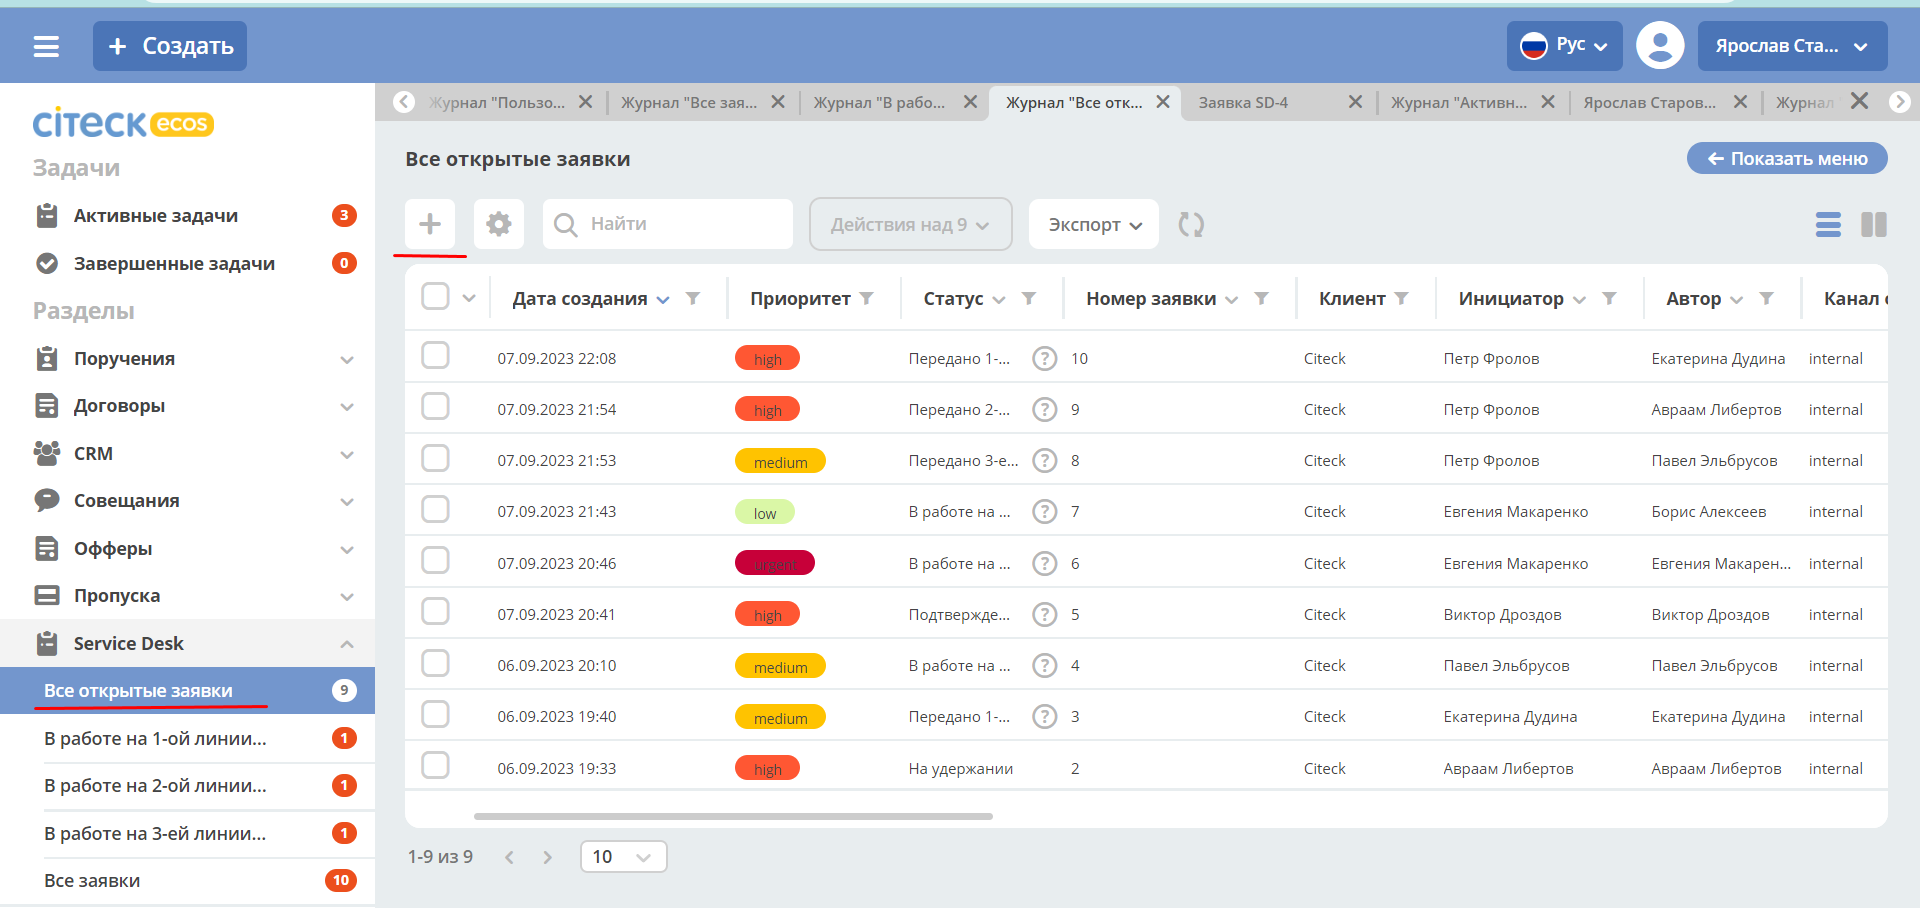 + Создать
Рус
Ярослав Ста...
citeck ecos
Задачи
Активные задачи 3
Завершенные задачи 0
Разделы
Поручения
Договоры
CRM
Совещания
Офферы
Пропуска
Service Desk
Все открытые заявки 9
В работе на 1-ой линии... 1
В работе на 2-ой линии... 1
В работе на 3-ей линии... 1
Все заявки 10
Журнал "Пользо... Журнал "Все зая... Журнал "В рабо... Журнал "Все отк... Заявка SD-4 Журнал "Активн... Ярослав Старов... Журнал
Все открытые заявки
Показать меню
Найти
Действия над 9
Экспорт
Дата создания Приоритет Статус Номер заявки Клиент Инициатор Автор Канал
07.09.2023 22:08 high Передано 1-... ? 10 Citeck Петр Фролов Екатерина Дудина internal
07.09.2023 21:54 high Передано 2-... ? 9 Citeck Петр Фролов Авраам Либертов internal
07.09.2023 21:53 medium Передано 3-е... ? 8 Citeck Петр Фролов Павел Эльбрусов internal
07.09.2023 21:43 low В работе на ... ? 7 Citeck Евгения Макаренко Борис Алексеев internal
07.09.2023 20:46 urgent В работе на ... ? 6 Citeck Евгения Макаренко Евгения Макарен... internal
07.09.2023 20:41 high Подтвержде... ? 5 Citeck Виктор Дроздов Виктор Дроздов internal
06.09.2023 20:10 medium В работе на ... ? 4 Citeck Павел Эльбрусов Павел Эльбрусов internal
06.09.2023 19:40 medium Передано 1-... ? 3 Citeck Екатерина Дудина Екатерина Дудина internal
06.09.2023 19:33 high На удержании 2 Citeck Авраам Либертов Авраам Либертов internal
1-9 из 9
10